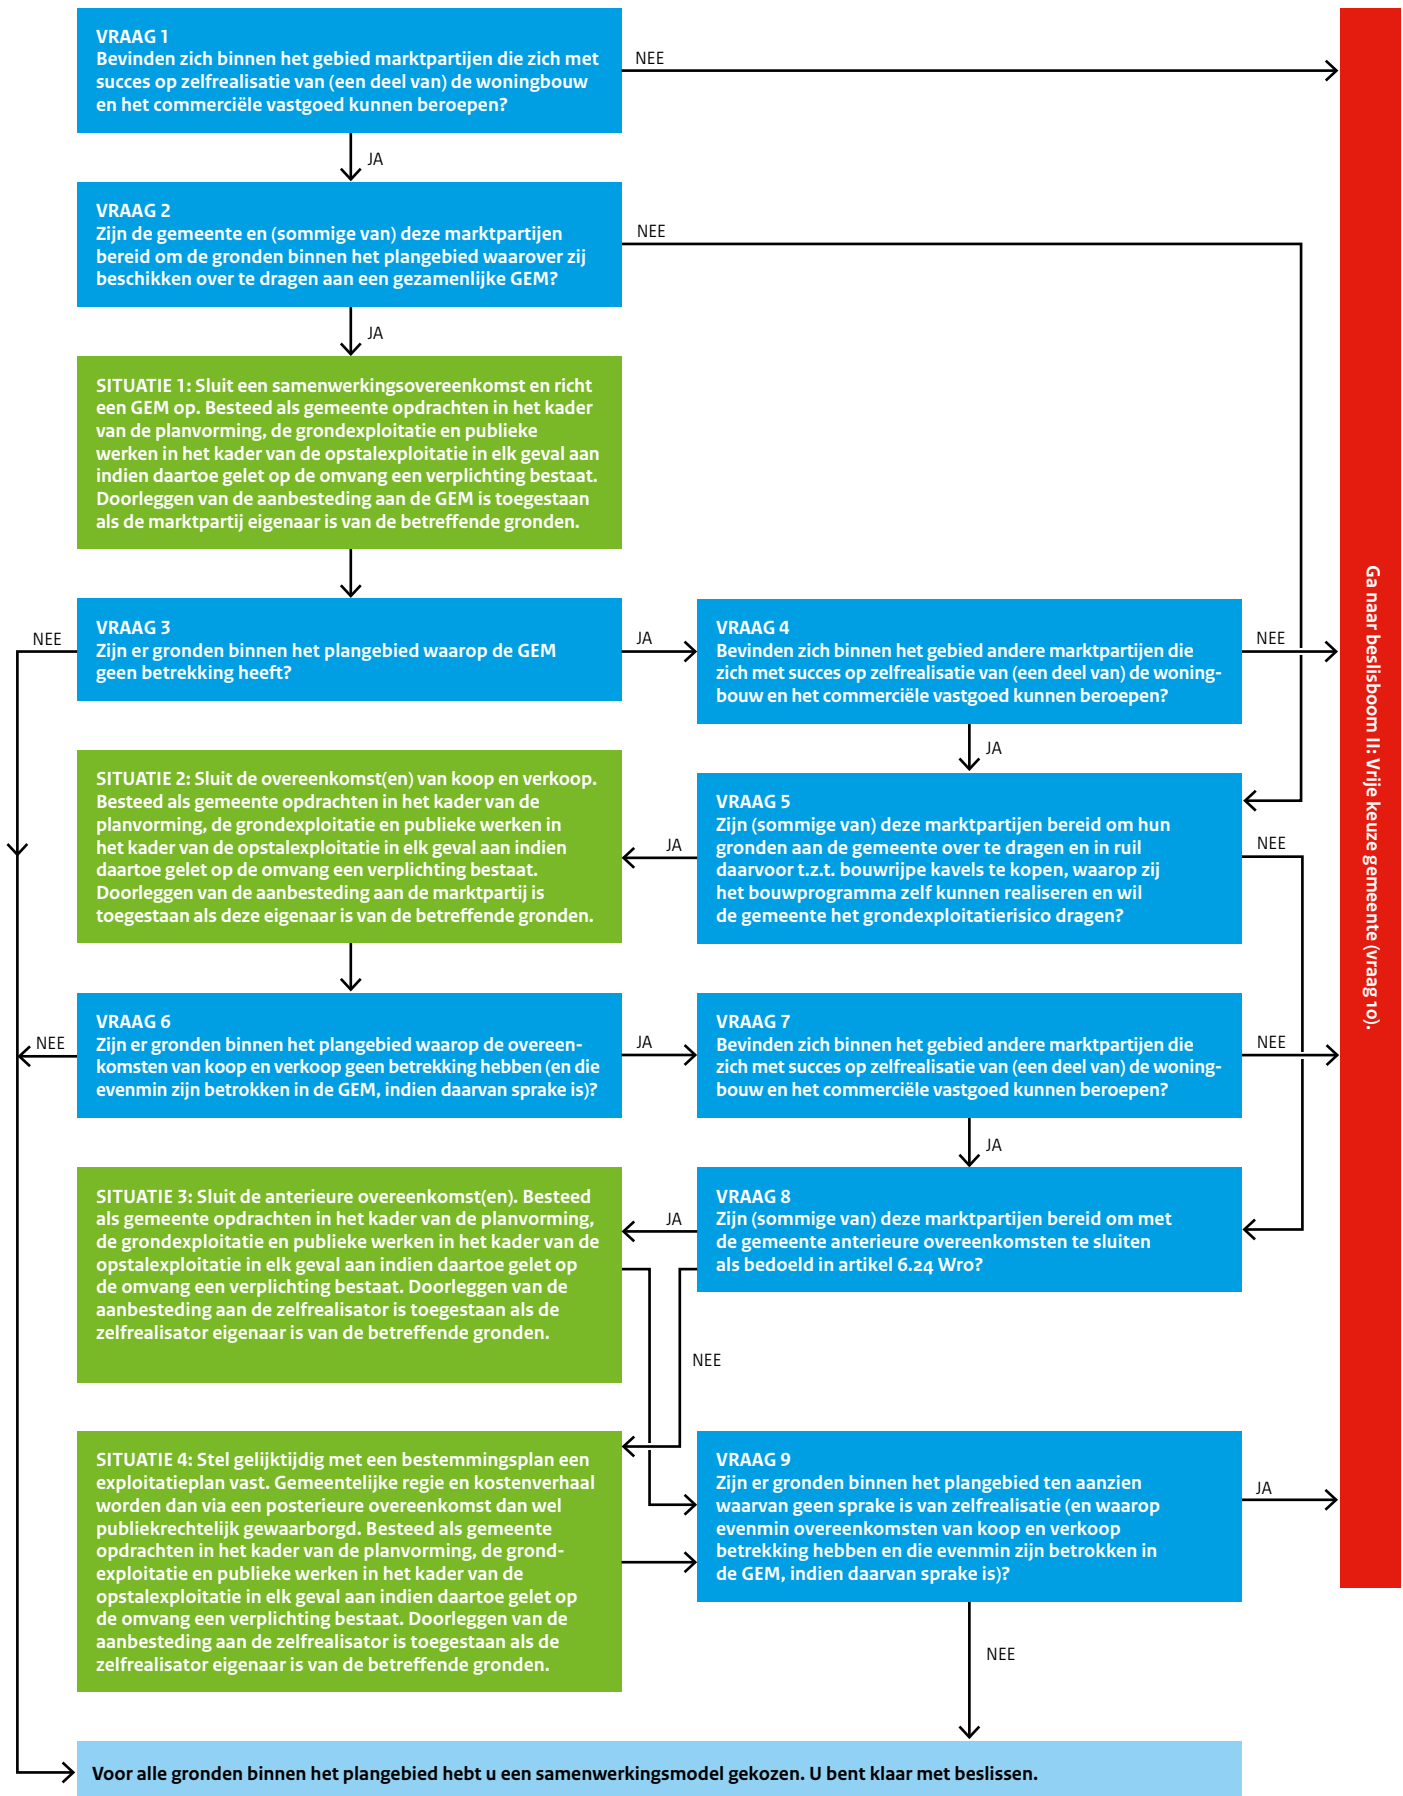 VRAAG 1
Bevinden zich binnen het gebied marktpartijen die zich met
succes op zelfrealisatie van (een deel van) de woningbouw
en het commerciële vastgoed kunnen beroepen?
NEE
JA
VRAAG 2
Zijn de gemeente en (sommige van) deze marktpartijen
bereid om de gronden binnen het plangebied waarover zij
beschikken over te dragen aan een gezamenlijke GEM?
NEE
JA
SITUATIE 1: Sluit een samenwerkingsovereenkomst en richt
een GEM op. Besteed als gemeente opdrachten in het kader
van de planvorming, de grondexploitatie en publieke
werken in het kader van de opstalexploitatie in elk geval aan
indien daartoe gelet op de omvang een verplichting bestaat.
Doorleggen van de aanbesteding aan de GEM is toegestaan
als de marktpartij eigenaar is van de betreffende gronden.
NEE
VRAAG 3
Zijn er gronden binnen het plangebied waarop de GEM
geen betrekking heeft?
JA
VRAAG 4
Bevinden zich binnen het gebied andere marktpartijen die
zich met succes op zelfrealisatie van (een deel van) de woning-
bouw en het commerciële vastgoed kunnen beroepen?
NEE
JA
SITUATIE 2: Sluit de overeenkomst(en) van koop en verkoop.
Besteed als gemeente opdrachten in het kader van de
planvorming, de grondexploitatie en publieke werken in
het kader van de opstalexploitatie in elk geval aan indien
daartoe gelet op de omvang een verplichting bestaat.
Doorleggen van de aanbesteding aan de marktpartij is
toegestaan als deze eigenaar is van de betreffende gronden.
JA
VRAAG 5
Zijn (sommige van) deze marktpartijen bereid om hun
gronden aan de gemeente over te dragen en in ruil
daarvoor t.z.t. bouwrijpe kavels te kopen, waarop zij
het bouwprogramma zelf kunnen realiseren en wil
de gemeente het grondexploitatierisico dragen?
NEE
NEE
VRAAG 6
Zijn er gronden binnen het plangebied waarop de overeen-
komsten van koop en verkoop geen betrekking hebben (en die
evenmin zijn betrokken in de GEM, indien daarvan sprake is)?
JA
VRAAG 7
Bevinden zich binnen het gebied andere marktpartijen die
zich met succes op zelfrealisatie van (een deel van) de woning-
bouw en het commerciële vastgoed kunnen beroepen?
NEE
JA
SITUATIE 3: Sluit de anterieure overeenkomst(en). Besteed
als gemeente opdrachten in het kader van de planvorming,
de grondexploitatie en publieke werken in het kader van de
opstalexploitatie in elk geval aan indien daartoe gelet op
de omvang een verplichting bestaat. Doorleggen van de
aanbesteding aan de zelfrealisator is toegestaan als de
zelfrealisator eigenaar is van de betreffende gronden.
JA
VRAAG 8
Zijn (sommige van) deze marktpartijen bereid om met
de gemeente anterieure overeenkomsten te sluiten
als bedoeld in artikel 6.24 Wro?
NEE
SITUATIE 4: Stel gelijktijdig met een bestemmingsplan een
exploitatieplan vast. Gemeentelijke regie en kostenverhaal
worden dan via een posterieure overeenkomst dan wel
publiekrechtelijk gewaarborgd. Besteed als gemeente
opdrachten in het kader van de planvorming, de grond-
exploitatie en publieke werken in het kader van de
opstalexploitatie in elk geval aan indien daartoe gelet op
de omvang een verplichting bestaat. Doorleggen van de
aanbesteding aan de zelfrealisator is toegestaan als de
zelfrealisator eigenaar is van de betreffende gronden.
VRAAG 9
Zijn er gronden binnen het plangebied ten aanzien
waarvan geen sprake is van zelfrealisatie (en waarop
evenmin overeenkomsten van koop en verkoop
betrekking hebben en die evenmin zijn betrokken in
de GEM, indien daarvan sprake is)?
JA
NEE
Voor alle gronden binnen het plangebied hebt u een samenwerkingsmodel gekozen. U bent klaar met beslissen.
Ga naar beslisboom II: Vrije keuze gemeente (vraag 10).